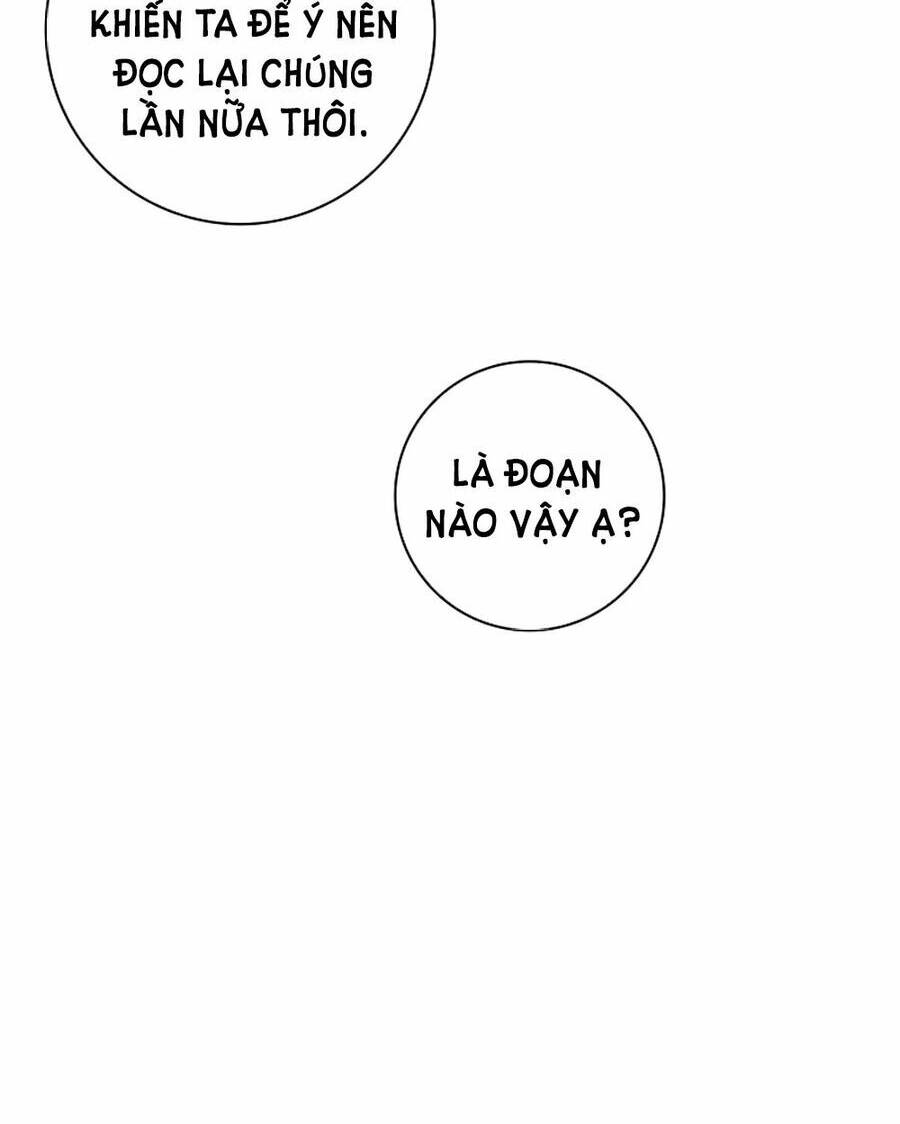 KHIẾN TA ĐỂ Ý NÊN
ĐỌC LẠI CHÚNG
LẦN NỮA THÔI.
LÀ ĐOẠN
NÀO VẬY Ạ?